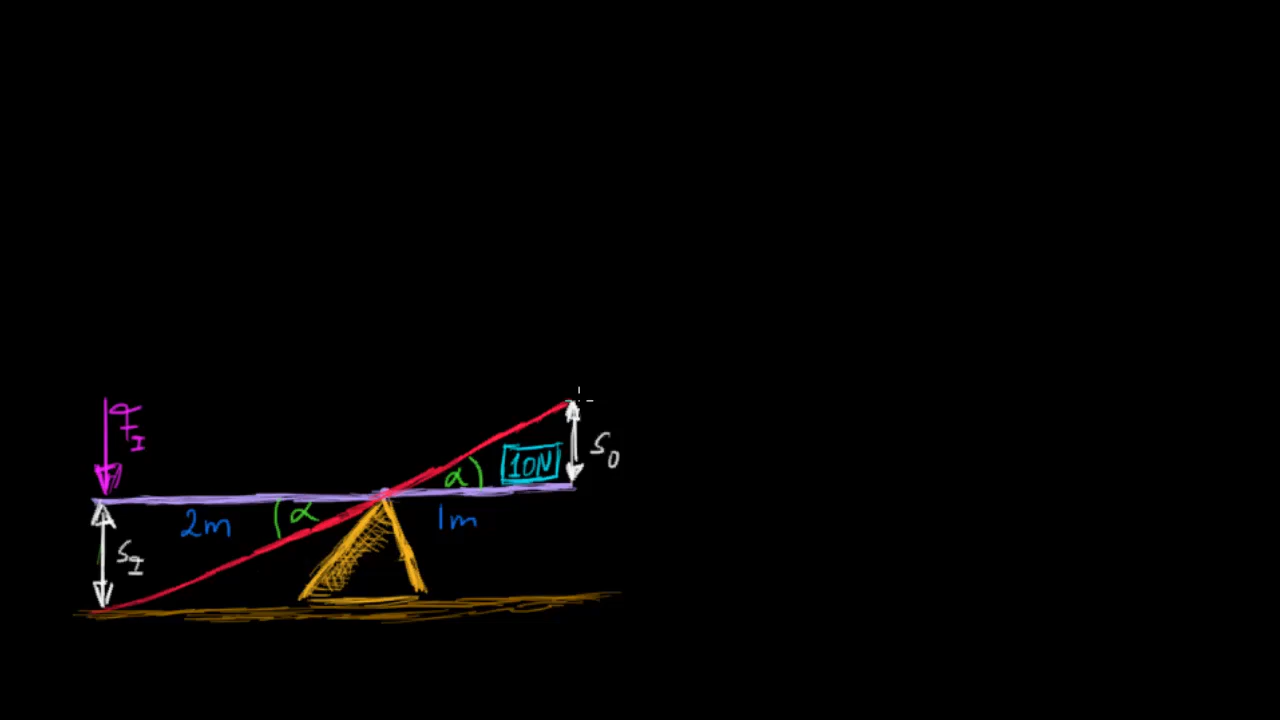 F_I
S_O
10N
α
2m
α
1m
S_I